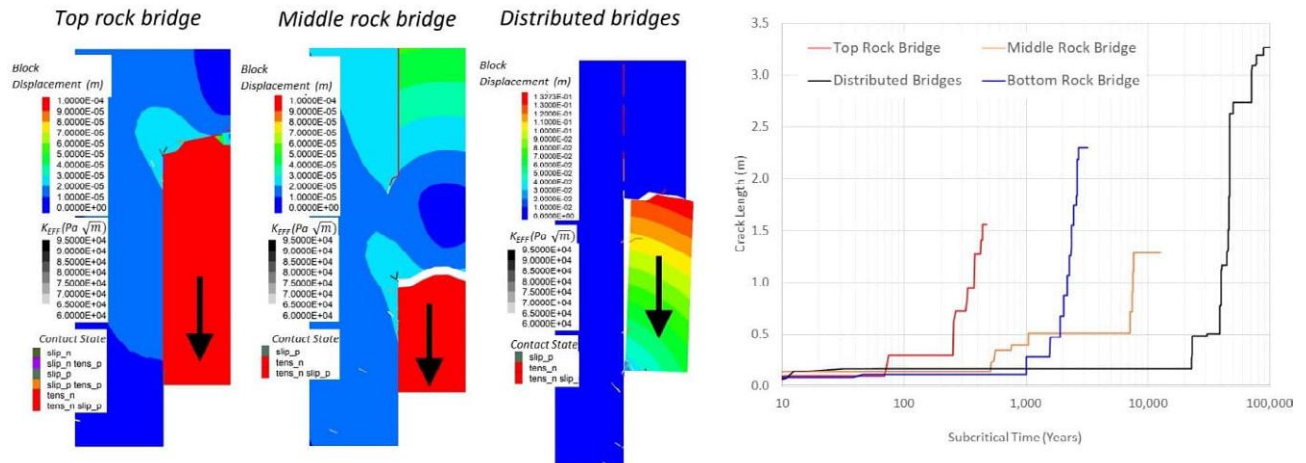 Top rock bridge
Block
Displacement (m)
1.0000E-04
9.0000E-05
8.0000E-05
7.0000E-05
6.0000E-05
5.0000E-05
4.0000E-05
3.0000E-05
2.0000E-05
1.0000E-05
0.0000E+00
K_EFF (Pa √m)
9.5000E+04
9.0000E+04
8.5000E+04
8.0000E+04
7.5000E+04
7.0000E+04
6.5000E+04
6.0000E+04
Contact State
slip_n
slip_n tens_p
slip_p
slip_p tens_p
tens_n
tens_n slip_p
Middle rock bridge
Block
Displacement (m)
1.0000E-04
9.0000E-05
8.0000E-05
7.0000E-05
6.0000E-05
5.0000E-05
4.0000E-05
3.0000E-05
2.0000E-05
1.0000E-05
0.0000E+00
K_EFF (Pa √m)
9.5000E+04
9.0000E+04
8.5000E+04
8.0000E+04
7.5000E+04
7.0000E+04
6.5000E+04
6.0000E+04
Contact State
slip_p
tens_n
tens_n slip_p
Distributed bridges
Block
Displacement (m)
1.3273E-01
1.3000E-01
1.2000E-01
1.1000E-01
1.0000E-01
9.0000E-02
8.0000E-02
7.0000E-02
6.0000E-02
5.0000E-02
4.0000E-02
3.0000E-02
2.0000E-02
1.0000E-02
0.0000E+00
K_EFF (Pa √m)
9.5000E+04
9.0000E+04
8.5000E+04
8.0000E+04
7.5000E+04
7.0000E+04
6.5000E+04
6.0000E+04
Contact State
slip_p
tens_n
tens_n slip_
Crack Length (m)
3.5
3.0
2.5
2.0
1.5
1.0
0.5
0.0
Top Rock Bridge
Middle Rock Bridge
Distributed Bridges
Bottom Rock Bridge
10
100
1,000
10,000
100,000
Subcritical Time (Years)